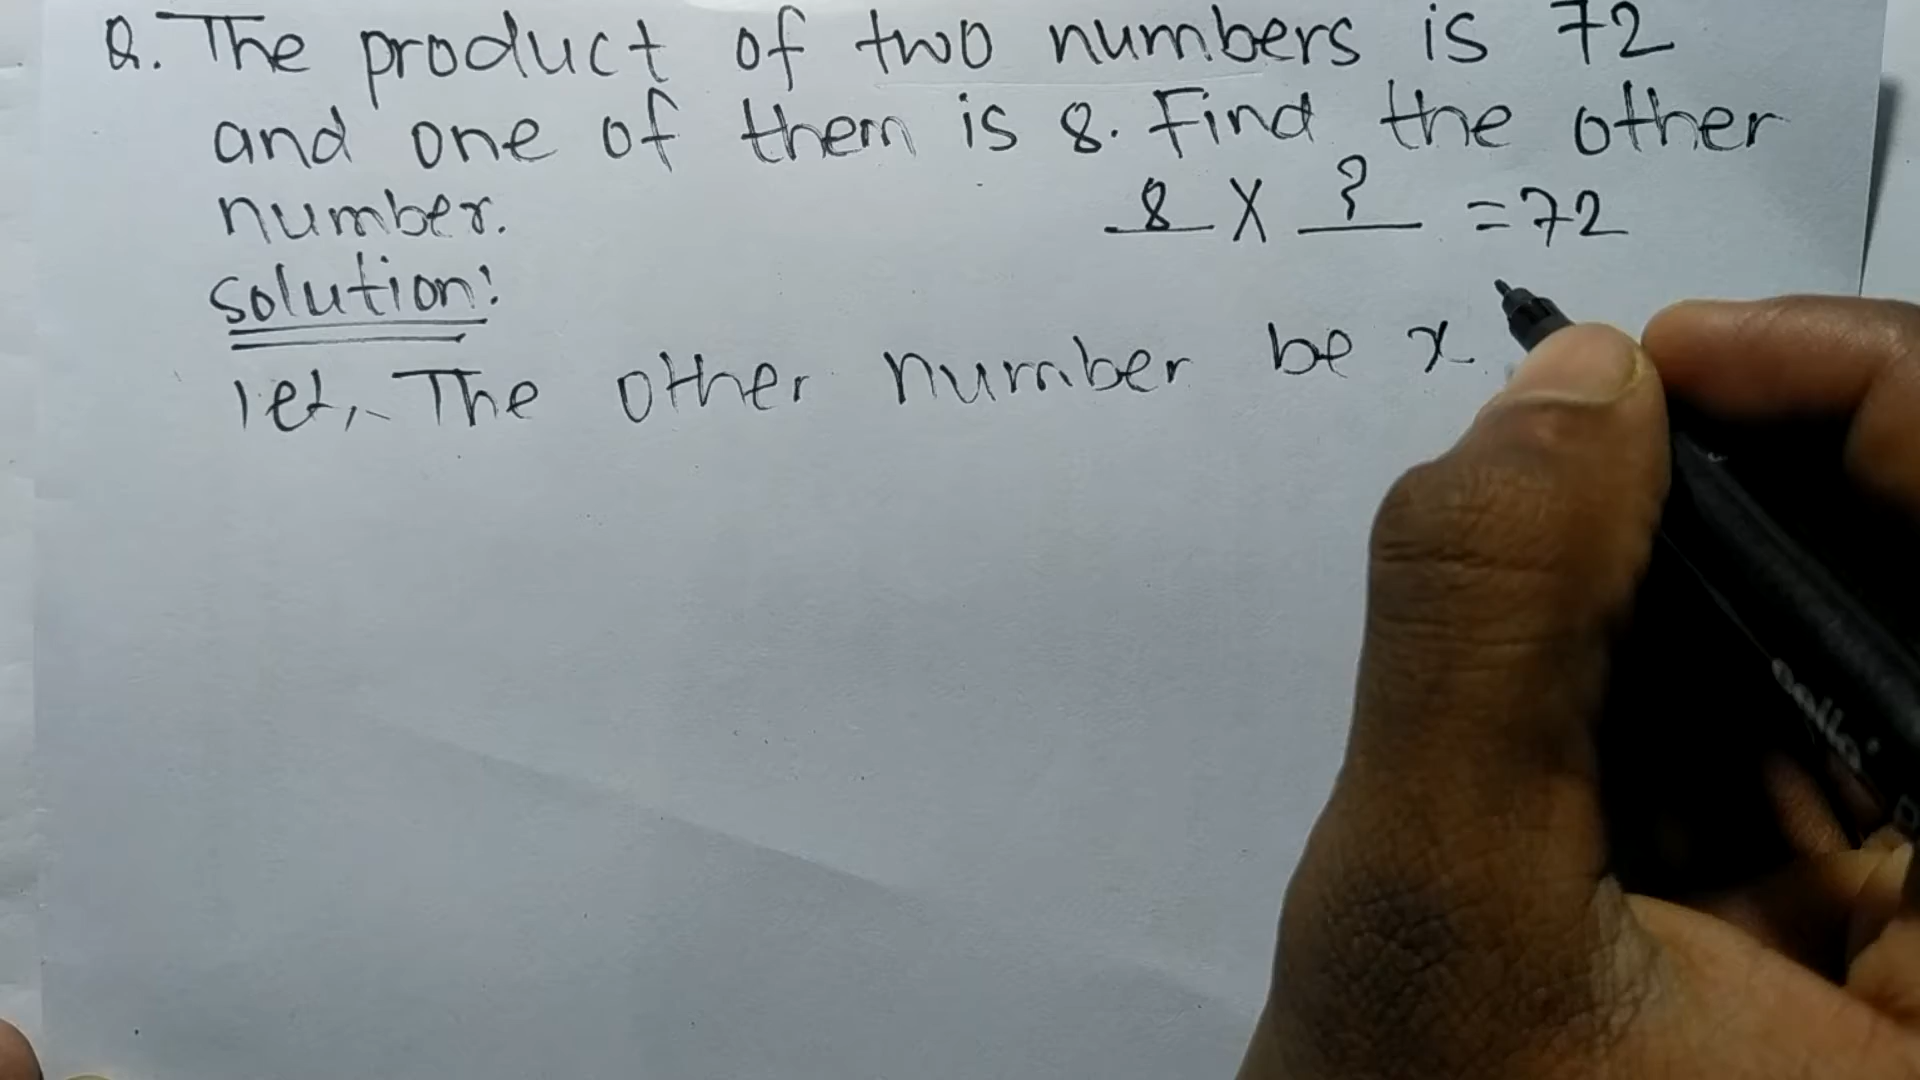 Q. The product of two numbers is 72
and one of them is 8. Find the other
number.
8 X ? = 72
solution:
let, The other number be x
cello